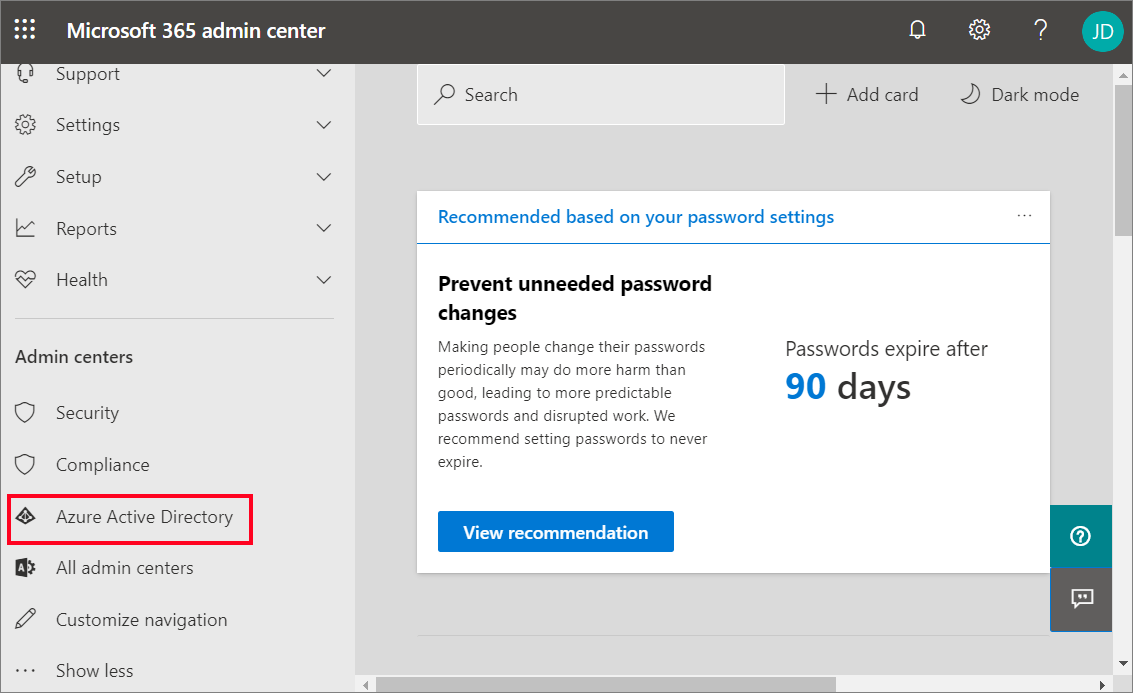 Microsoft 365 admin center
JD
Support
Settings
Setup
Reports
Health
Admin centers
Security
Compliance
Azure Active Directory
All admin centers
Customize navigation
Show less
Search
Add card
Dark mode
Recommended based on your password settings
Prevent unneeded password
changes
Making people change their passwords
periodically may do more harm than
good, leading to more predictable
passwords and disrupted work. We
recommend setting passwords to never
expire.
Passwords expire after
90 days
View recommendation